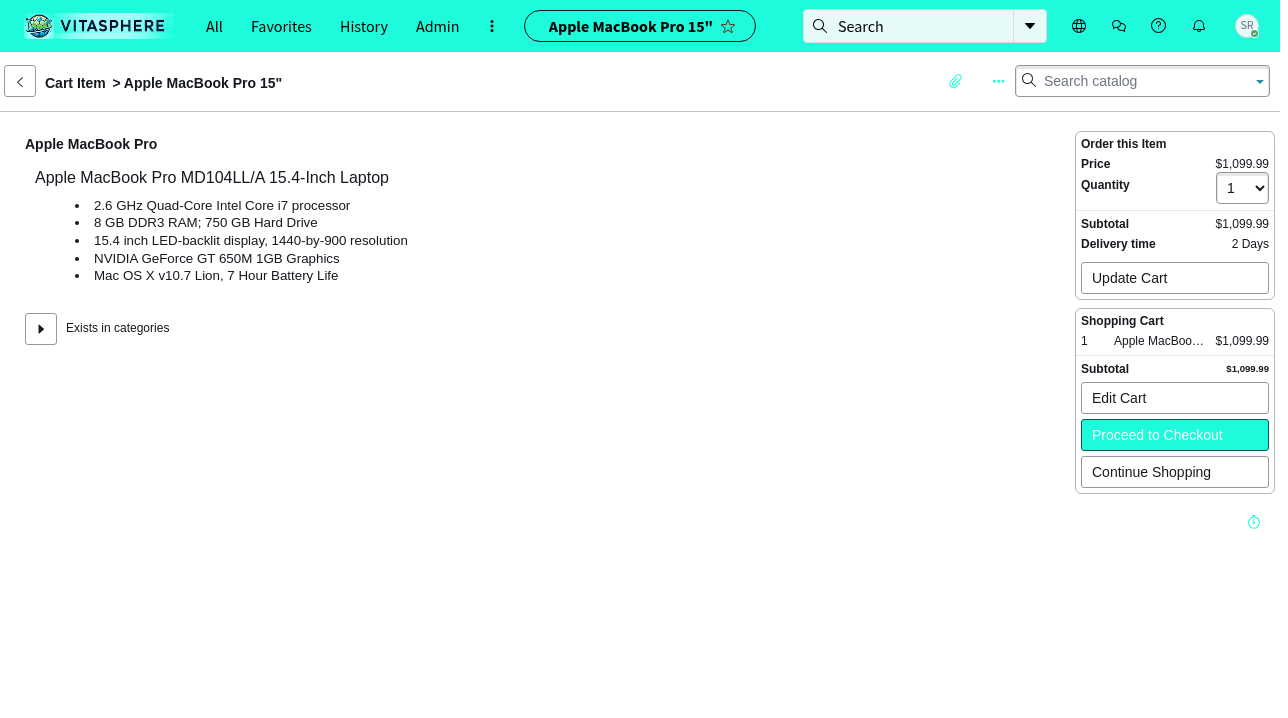 VITASPHERE
All
Favorites
History
Admin
Apple MacBook Pro 15"
Search
SR
Cart Item > Apple MacBook Pro 15"
Search catalog
Apple MacBook Pro
Apple MacBook Pro MD104LL/A 15.4-Inch Laptop
• 2.6 GHz Quad-Core Intel Core i7 processor
• 8 GB DDR3 RAM; 750 GB Hard Drive
• 15.4 inch LED-backlit display, 1440-by-900 resolution
• NVIDIA GeForce GT 650M 1GB Graphics
• Mac OS X v10.7 Lion, 7 Hour Battery Life
Exists in categories
Order this Item
Price $1,099.99
Quantity 1
Subtotal $1,099.99
Delivery time 2 Days
Update Cart
Shopping Cart
1 Apple MacBoo... $1,099.99
Subtotal $1,099.99
Edit Cart
Proceed to Checkout
Continue Shopping